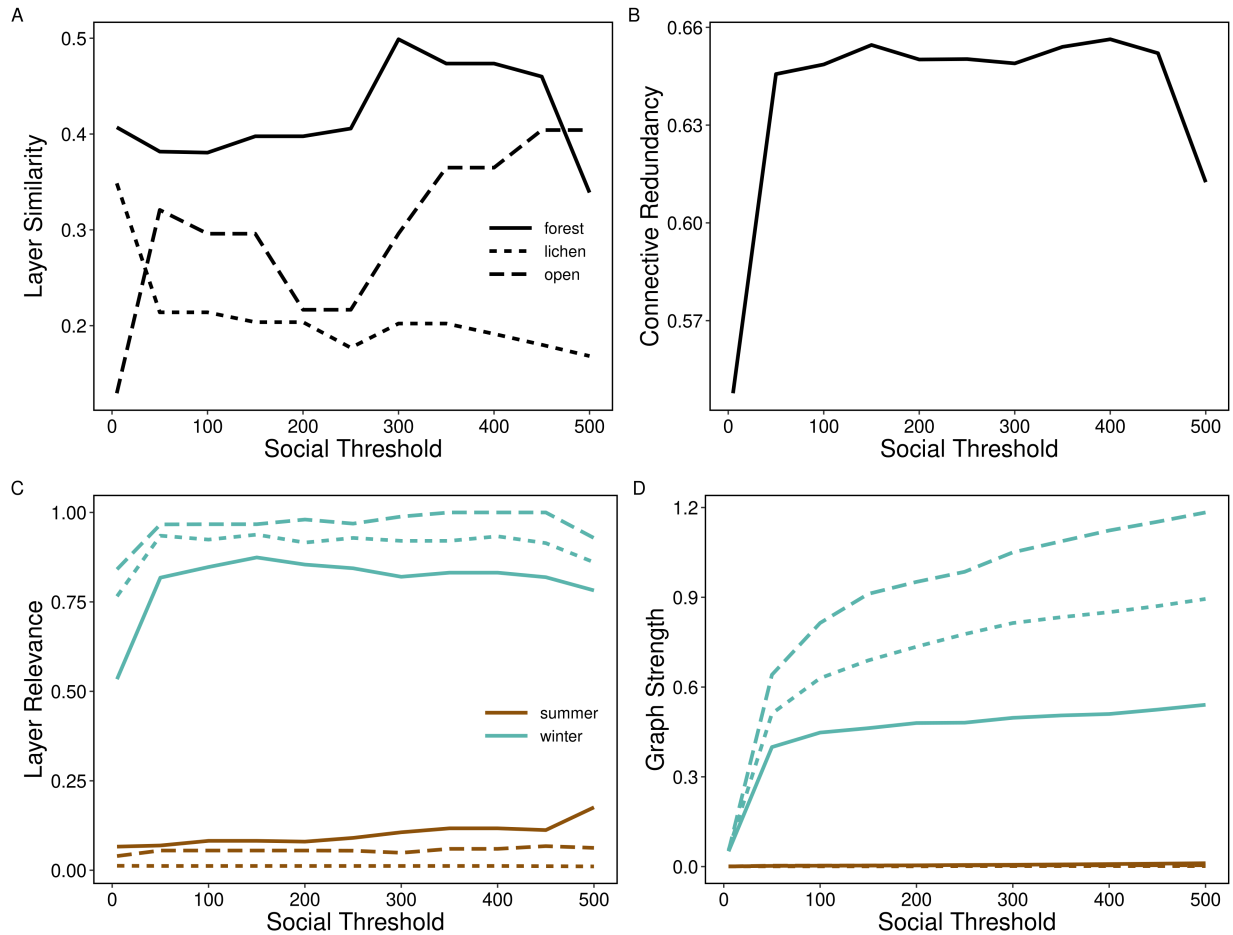 A
Layer Similarity
0.5
0.4
0.3
0.2
forest
lichen
open
0 100 200 300 400 500
Social Threshold
B
Connective Redundancy
0.66
0.63
0.60
0.57
0 100 200 300 400 500
Social Threshold
C
Layer Relevance
1.00
0.75
0.50
0.25
0.00
summer
winter
0 100 200 300 400 500
Social Threshold
D
Graph Strength
1.2
0.9
0.6
0.3
0.0
0 100 200 300 400 500
Social Threshold